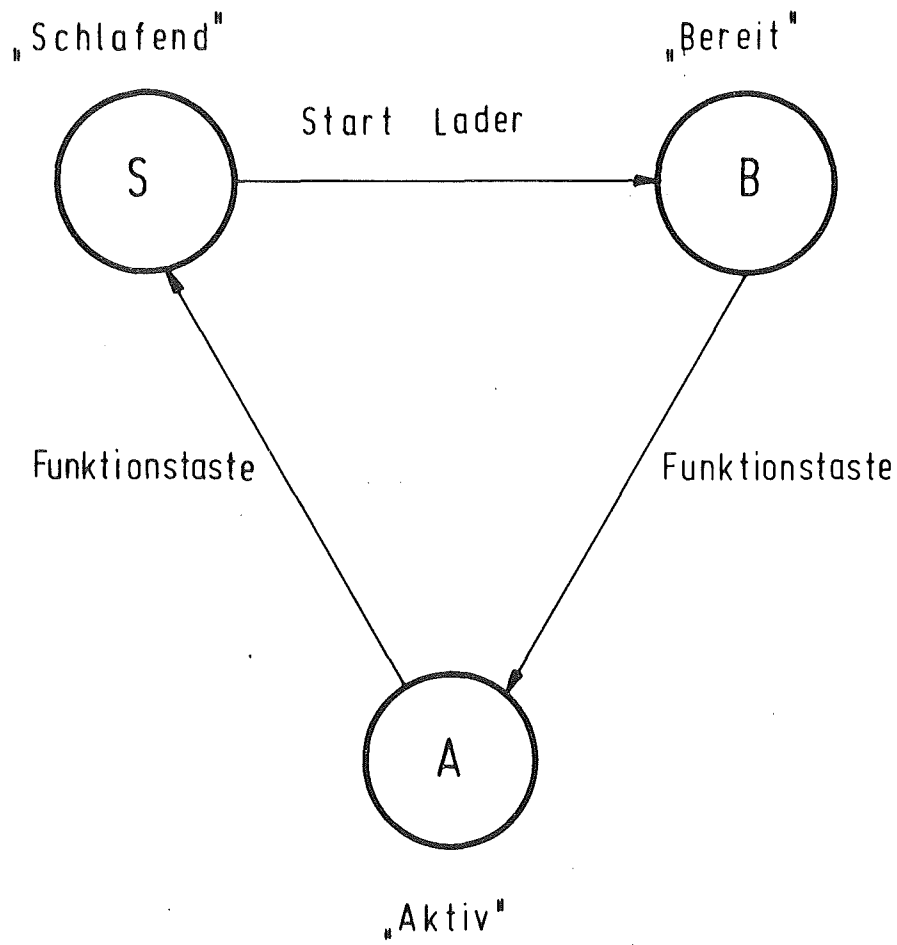 „Schlafend"
„Bereit"
Start Lader
S
B
Funktionstaste
Funktionstaste
A
„Aktiv"